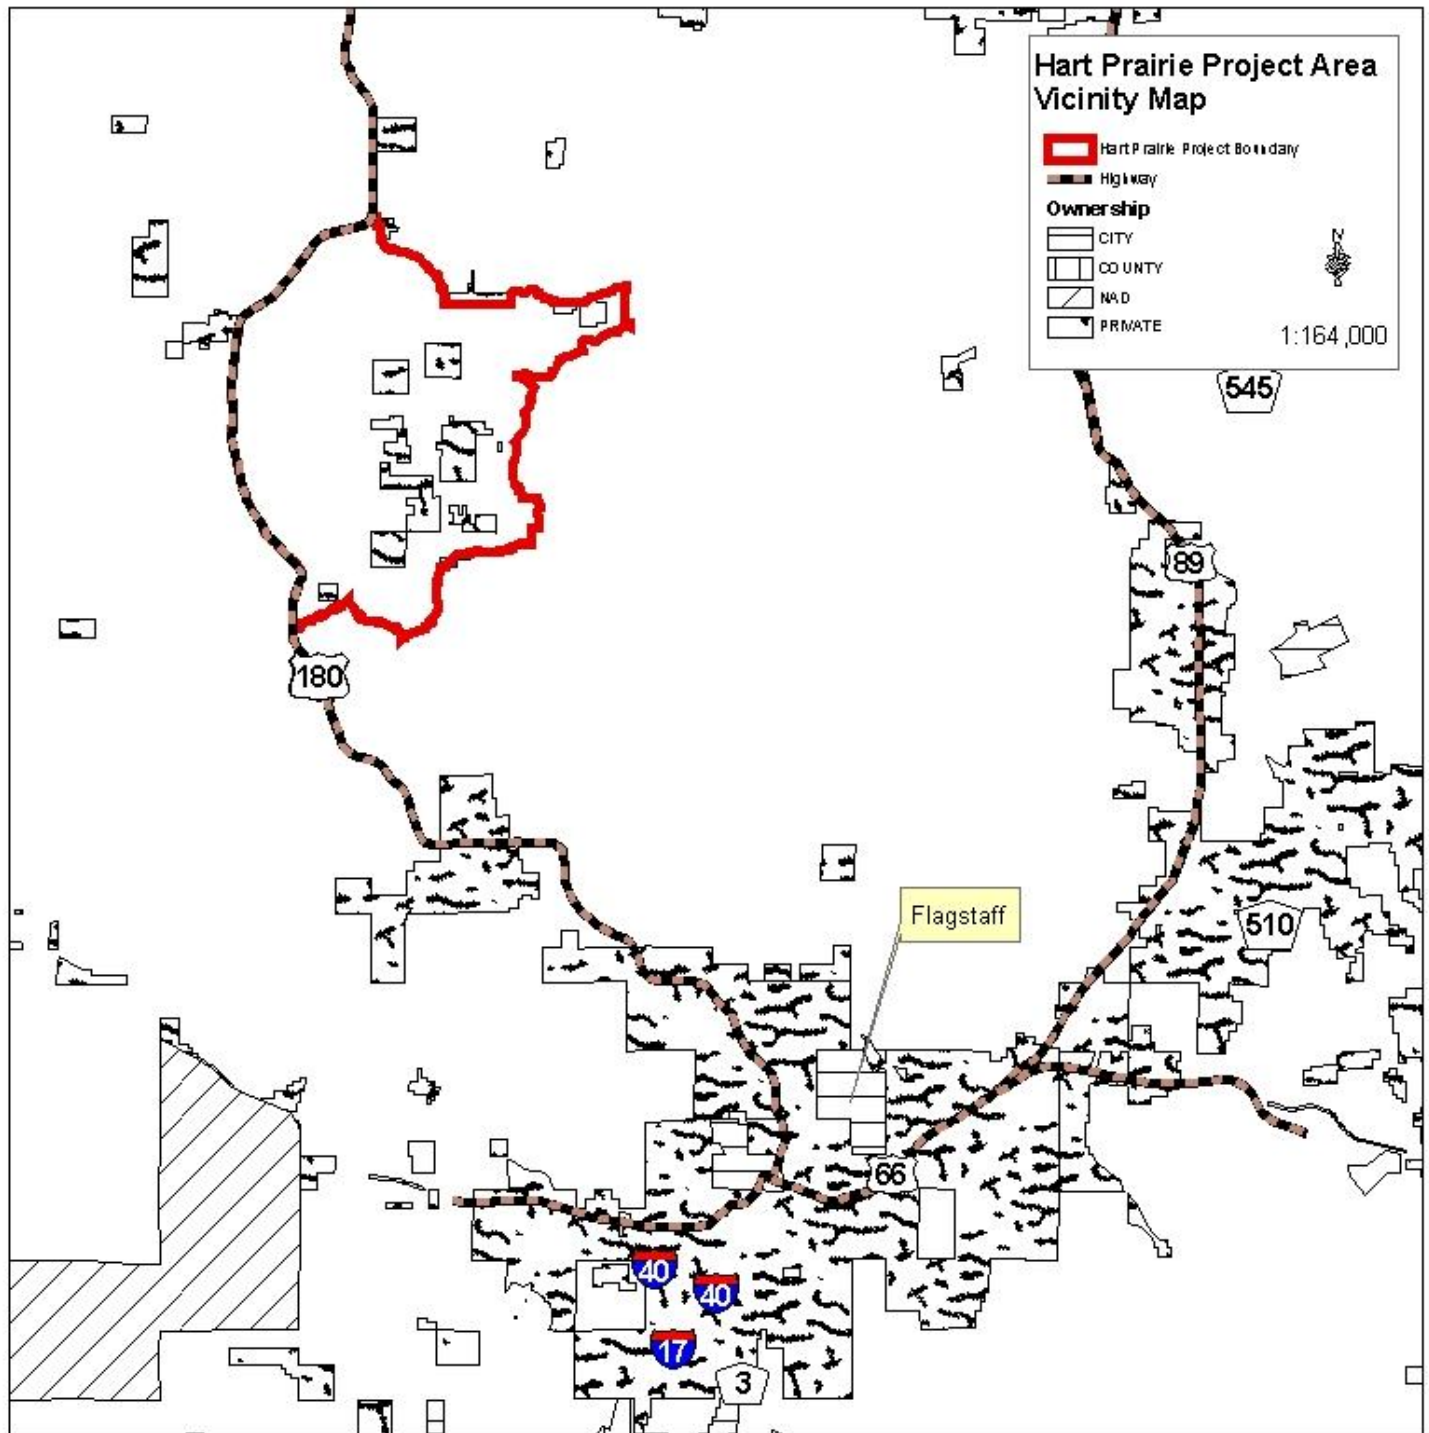 Hart Prairie Project Area
Vicinity Map
Hart Prairie Project Boundary
Highway
Ownership
CITY
N
COUNTY
NAD
PRIVATE
1:164,000
545
89
180
Flagstaff
510
66
40
40
17
3